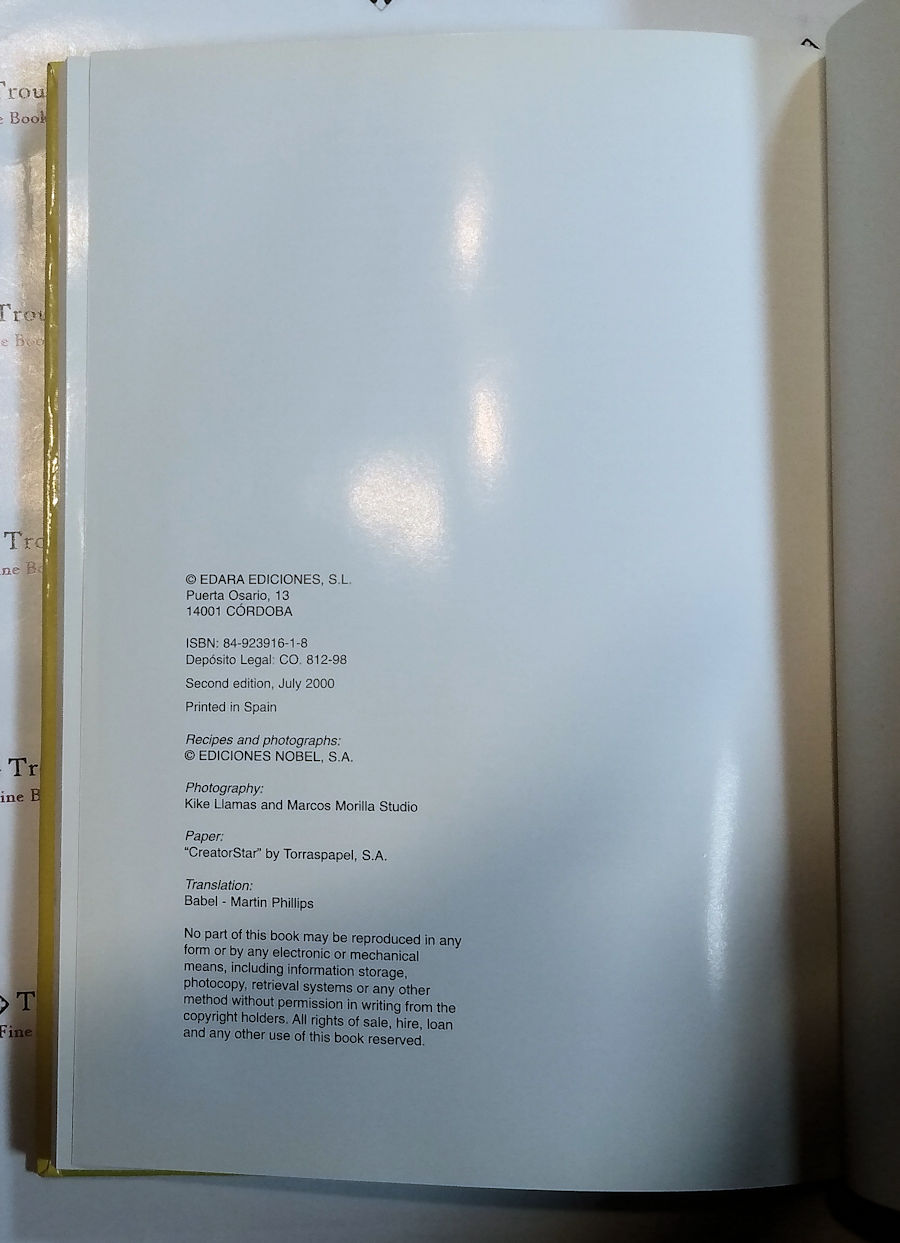 © EDARA EDICIONES, S.L.
Puerta Osario, 13
14001 CÓRDOBA
ISBN: 84-923916-1-8
Depósito Legal: CO. 812-98
Second edition, July 2000
Printed in Spain
Recipes and photographs:
© EDICIONES NOBEL, S.A.
Photography:
Kike Llamas and Marcos Morilla Studio
Paper:
“CreatorStar” by Torraspapel, S.A.
Translation:
Babel - Martin Phillips
No part of this book may be reproduced in any
form or by any electronic or mechanical
means, including information storage,
photocopy, retrieval systems or any other
method without permission in writing from the
copyright holders. All rights of sale, hire, loan
and any other use of this book reserved.